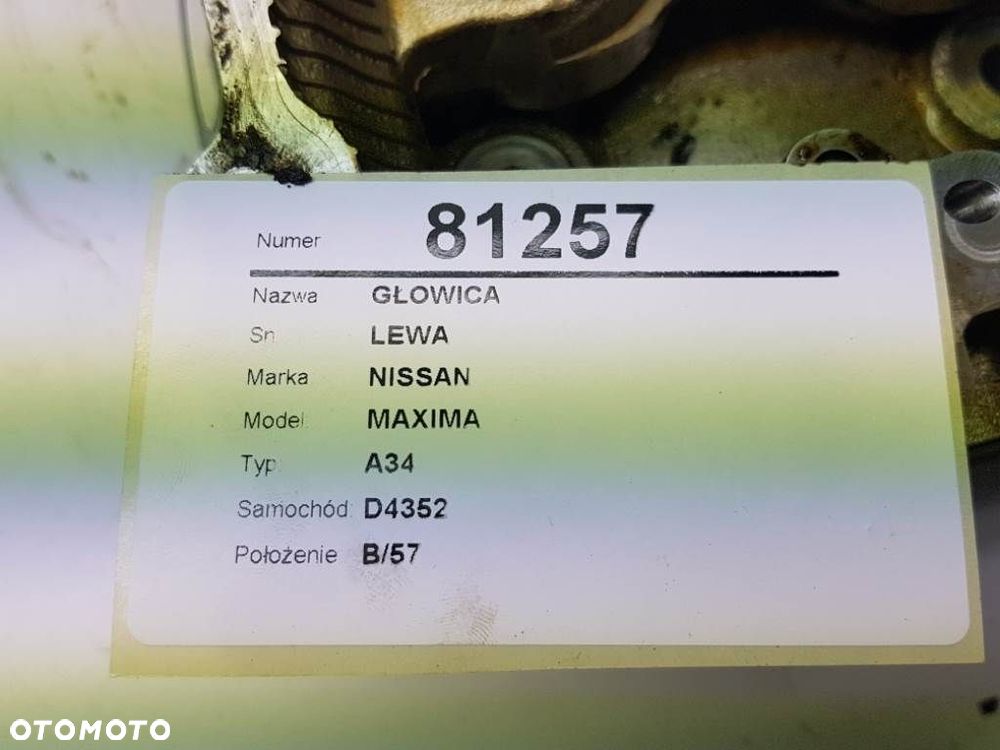 Numer 81257
Nazwa GŁOWICA
Sn LEWA
Marka NISSAN
Model MAXIMA
Typ A34
Samochód: D4352
Położenie B/57
OTOMOTO